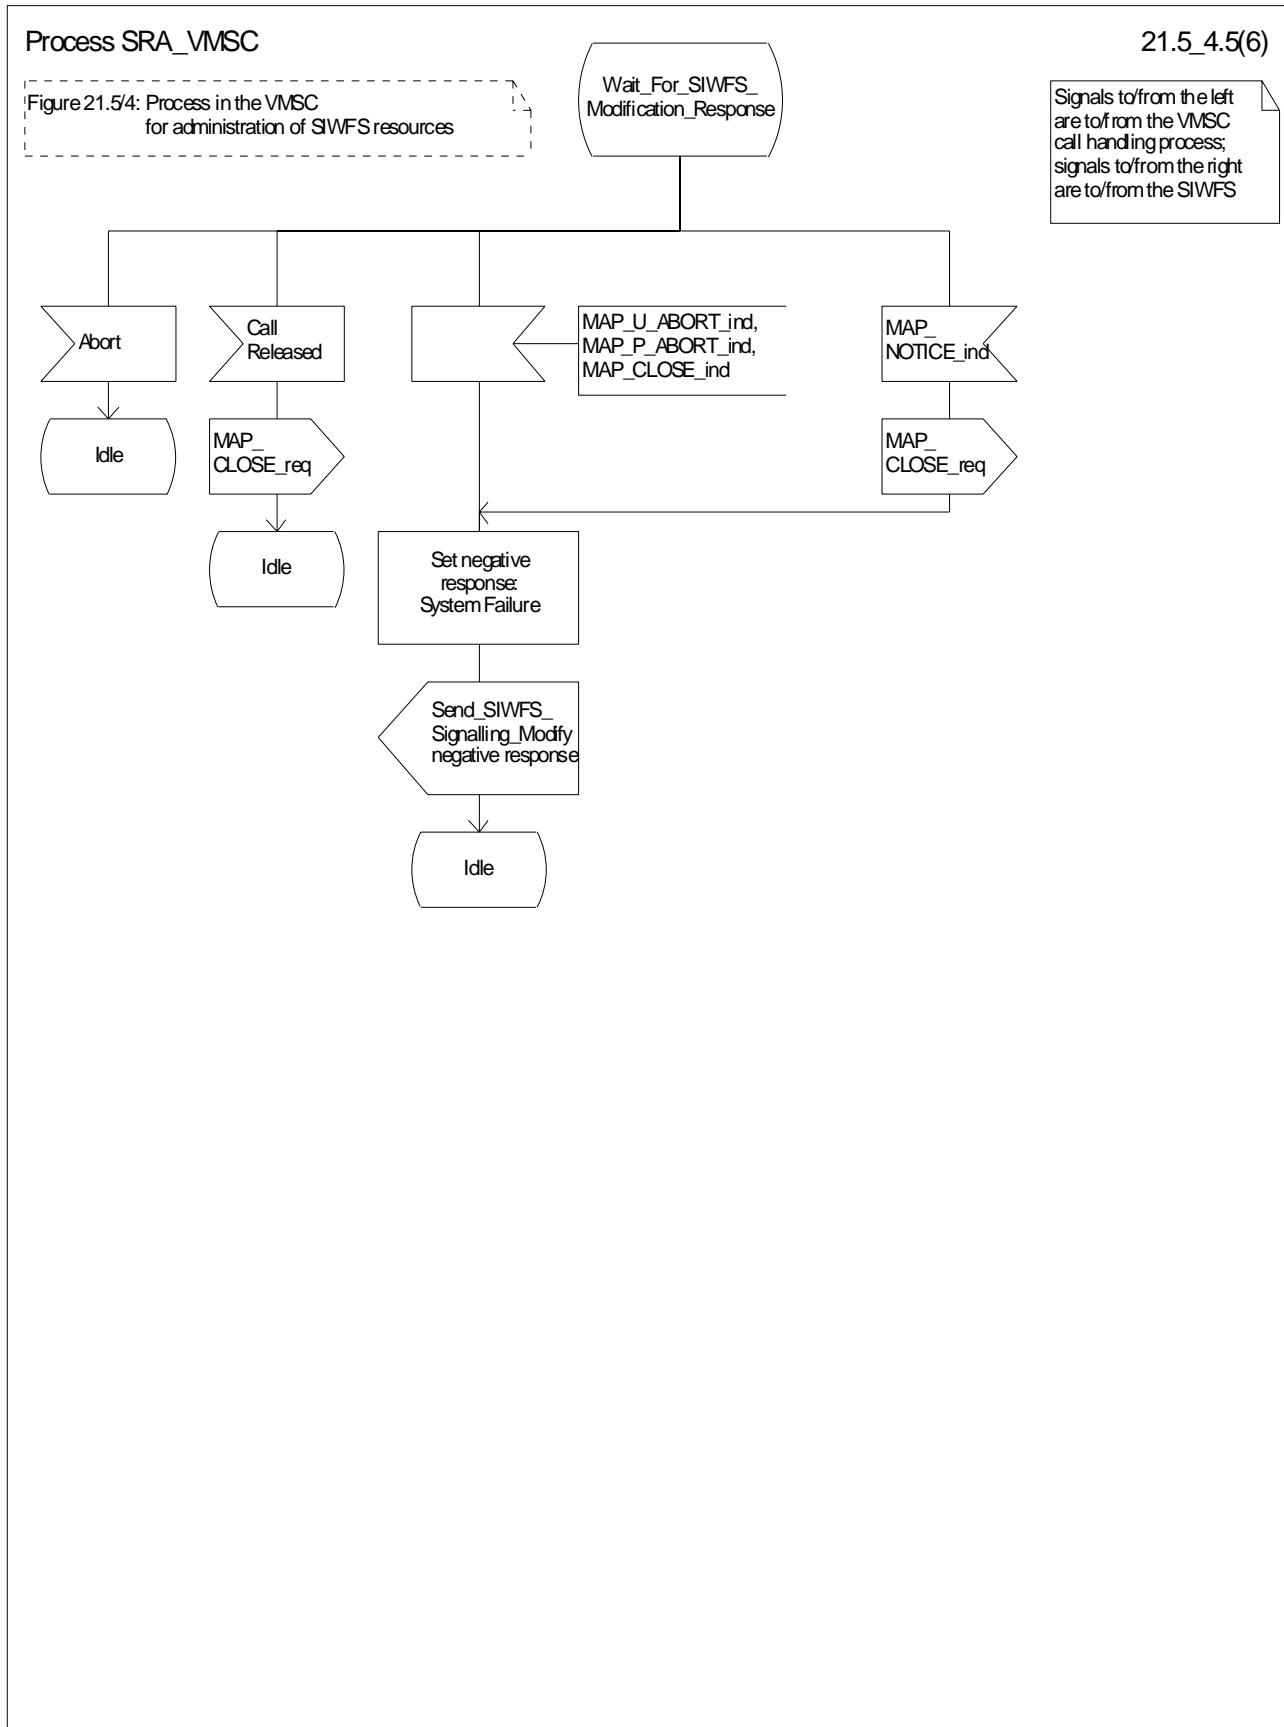 Process SRA_VMSC
21.5_4.5(6)
Figure 21.5/4: Process in the VMSC
for administration of SIWFS resources
Wait_For_SIWFS_
Modification_Response
Signals to/from the left
are to/from the VMSC
call handling process;
signals to/from the right
are to/from the SIWFS
Abort
Call
Released
MAP_U_ABORT_ind,
MAP_P_ABORT_ind,
MAP_CLOSE_ind
MAP_
NOTICE_ind
Idle
MAP_
CLOSE_req
MAP_
CLOSE_req
Idle
Set negative
response:
System Failure
Send_SIWFS_
Signalling_Modify
negative response
Idle